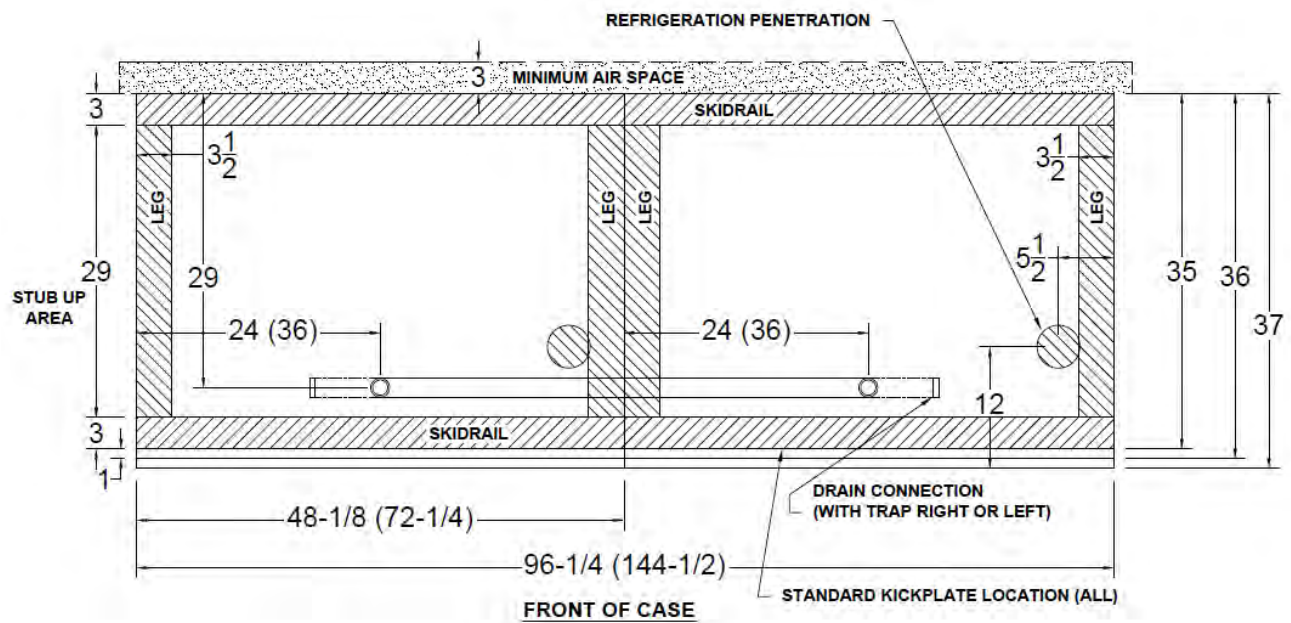 REFRIGERATION PENETRATION
3
MINIMUM AIR SPACE
3
SKIDRAIL
3 1/2
3 1/2
LEG
LEG
LEG
LEG
5 1/2
29
29
35
36
37
STUB UP
AREA
24 (36)
24 (36)
12
3
SKIDRAIL
1
DRAIN CONNECTION
(WITH TRAP RIGHT OR LEFT)
48-1/8 (72-1/4)
96-1/4 (144-1/2)
STANDARD KICKPLATE LOCATION (ALL)
FRONT OF CASE